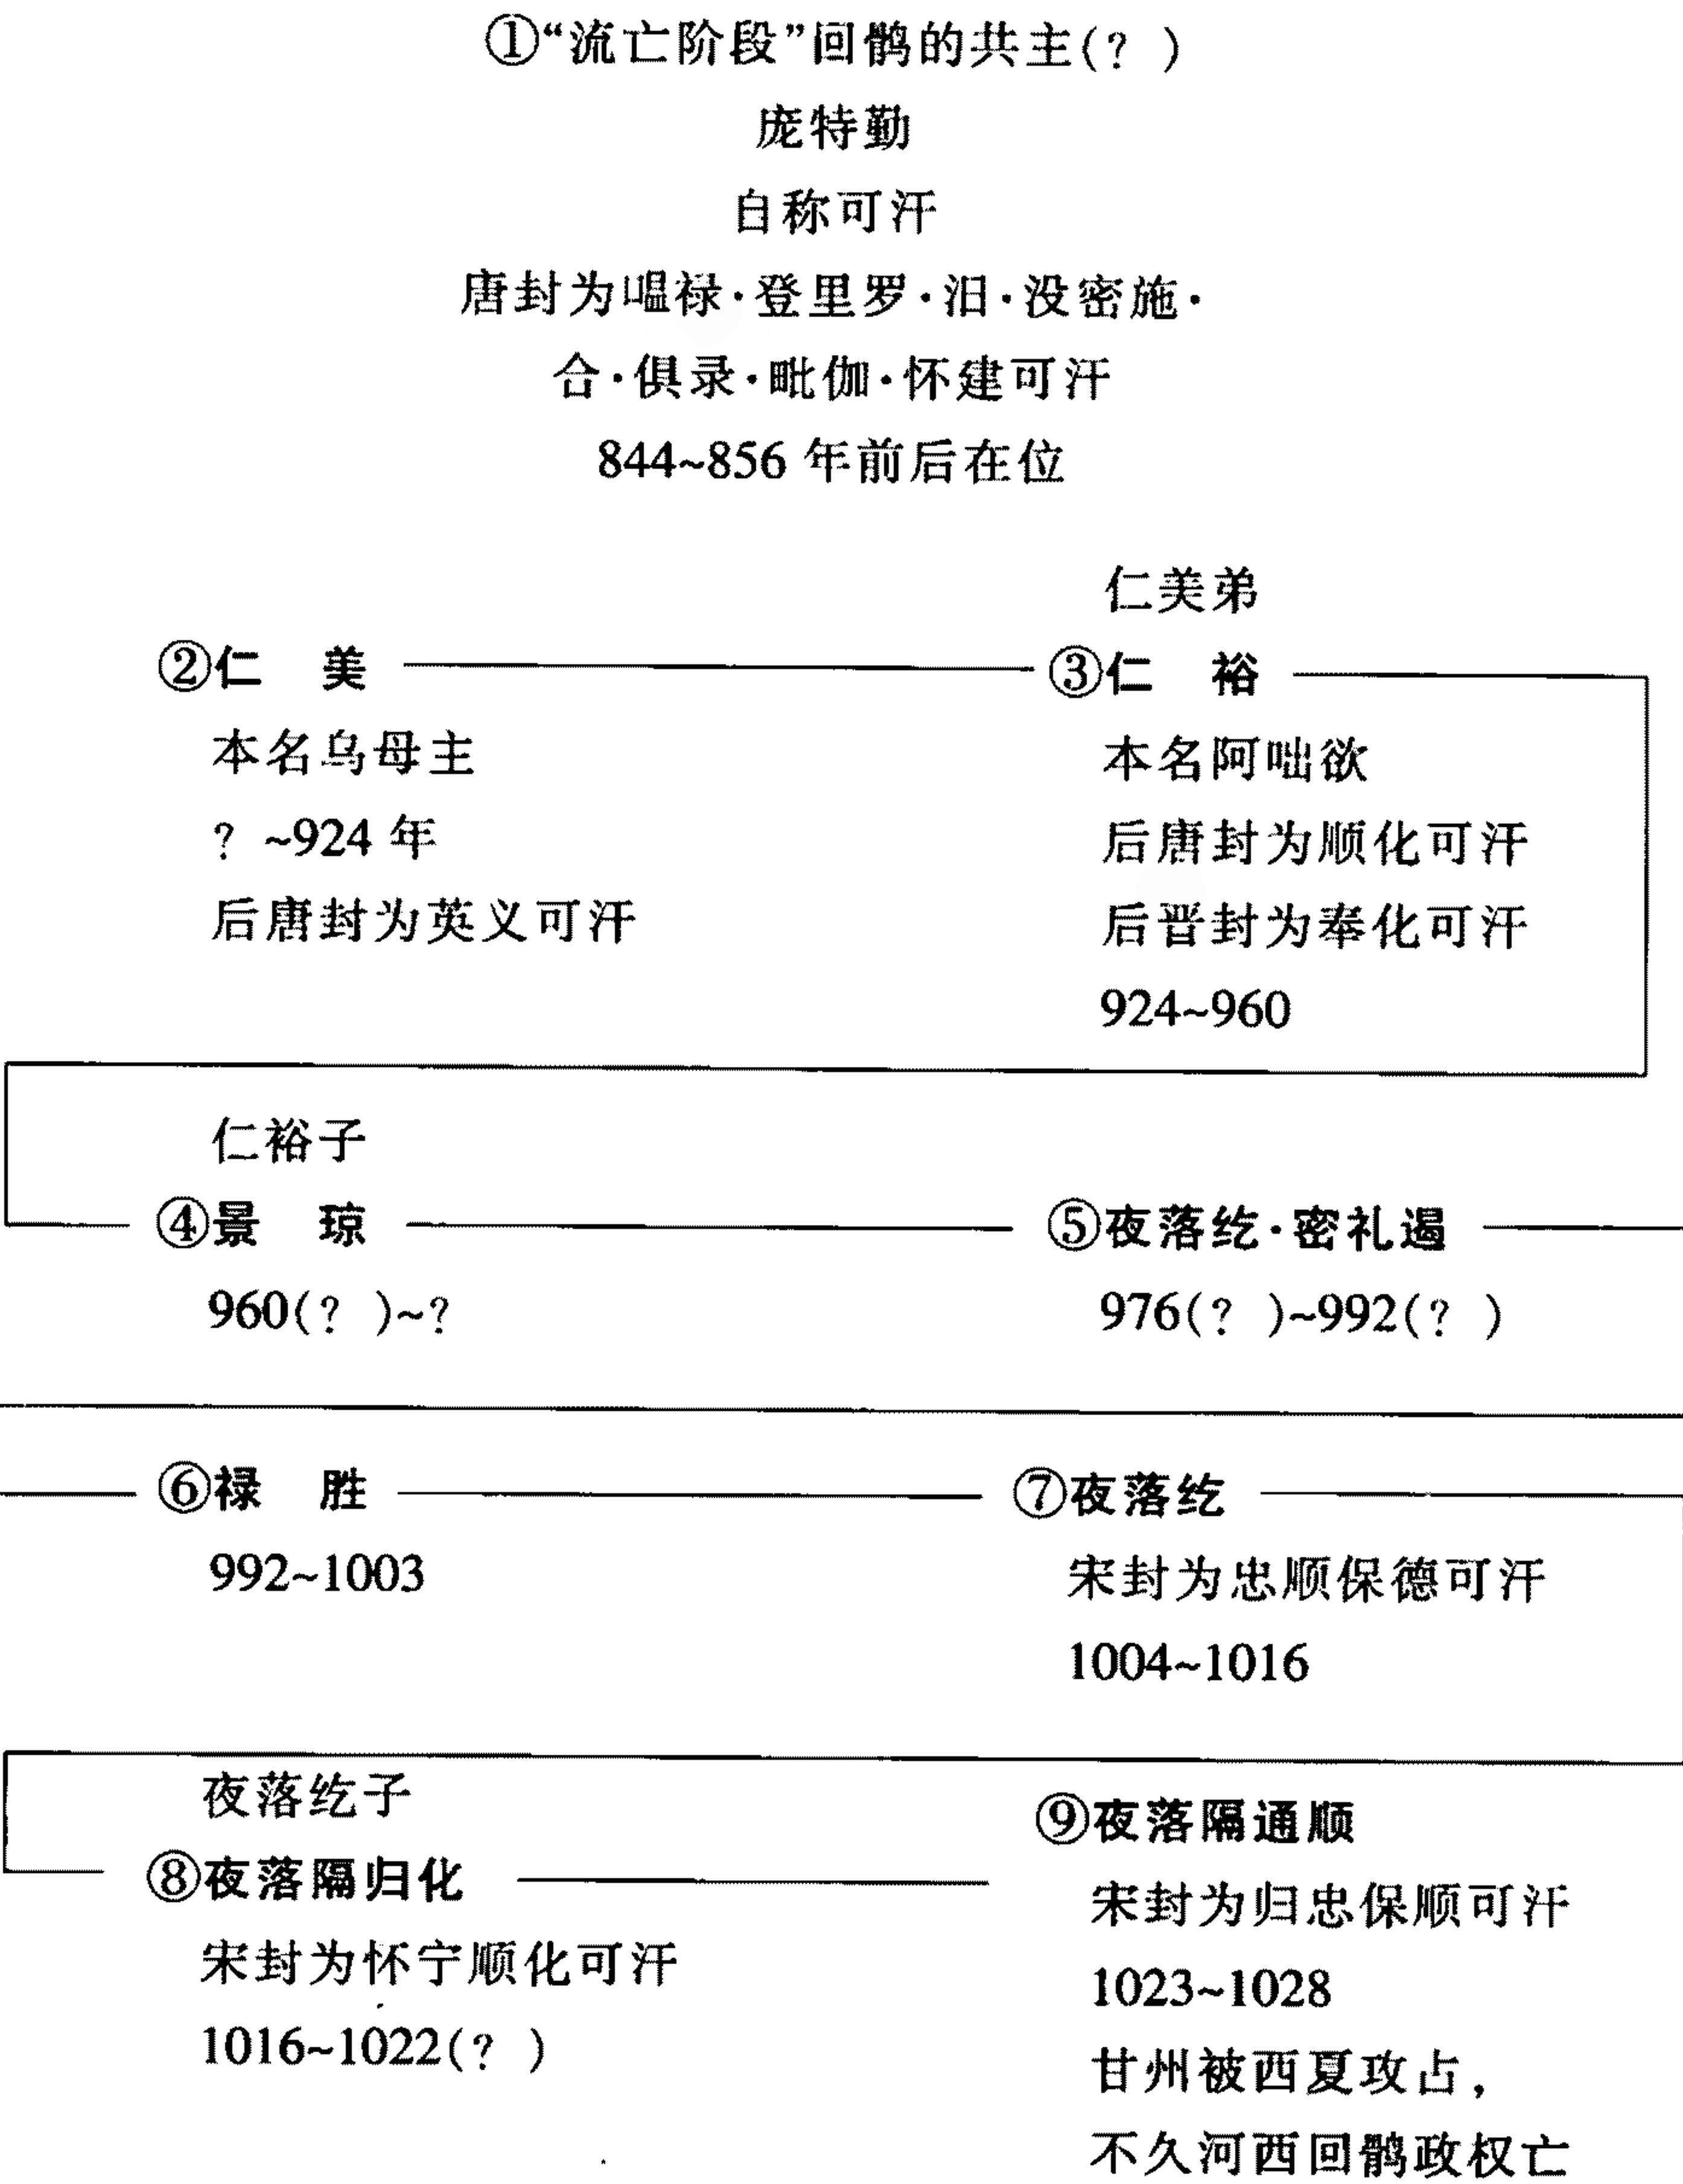 ①“流亡阶段”回鹘的共主(? )
庞特勤
自称可汗
唐封为嗢禄·登里罗·汨·没密施·
合·俱录·毗伽·怀建可汗
844~856 年前后在位
仁美弟
②仁 美
③仁 裕
本名乌母主
本名阿咄欲
? ~924 年
后唐封为顺化可汗
后唐封为英义可汗
后晋封为奉化可汗
924~960
仁裕子
④景 琼
⑤夜落纥·密礼遏
960(? )~?
976(? )~992(? )
⑥禄 胜
⑦夜落纥
992~1003
宋封为忠顺保德可汗
1004~1016
夜落纥子
⑧夜落隔归化
宋封为怀宁顺化可汗
1016~1022(? )
⑨夜落隔通顺
宋封为归忠保顺可汗
1023~1028
甘州被西夏攻占，
不久河西回鹘政权亡